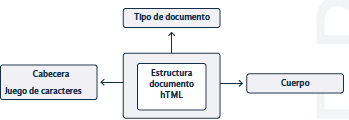 Tipo de documento
Cabecera
Juego de caracteres
Estructura
documento
hTML
Cuerpo